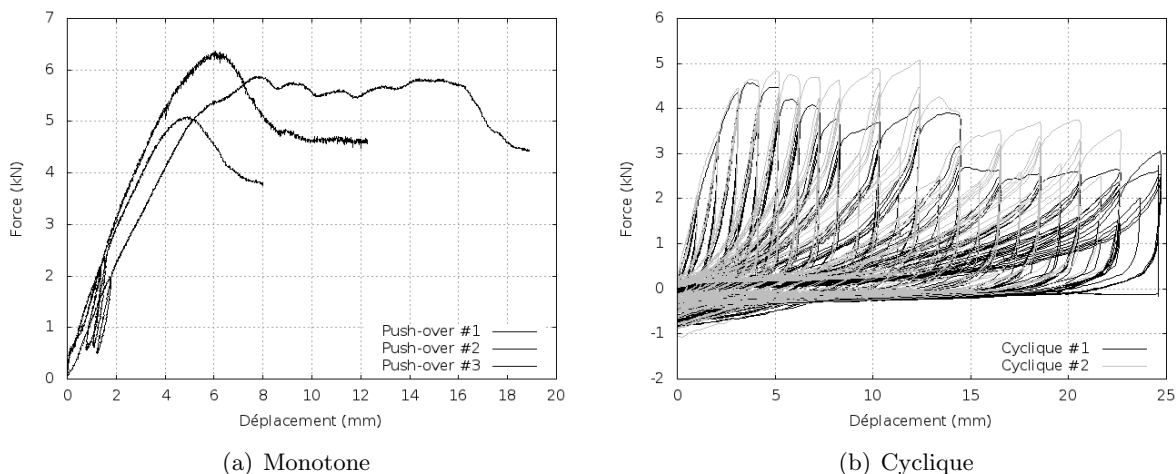 7
6
5
4
3
2
1
0
Force (kN)
0 2 4 6 8 10 12 14 16 18 20
Déplacement (mm)
Push-over #1
Push-over #2
Push-over #3
(a) Monotone
6
5
4
3
2
1
0
-1
-2
Force (kN)
0 5 10 15 20 25
Déplacement (mm)
Cyclique #1
Cyclique #2
(b) Cyclique